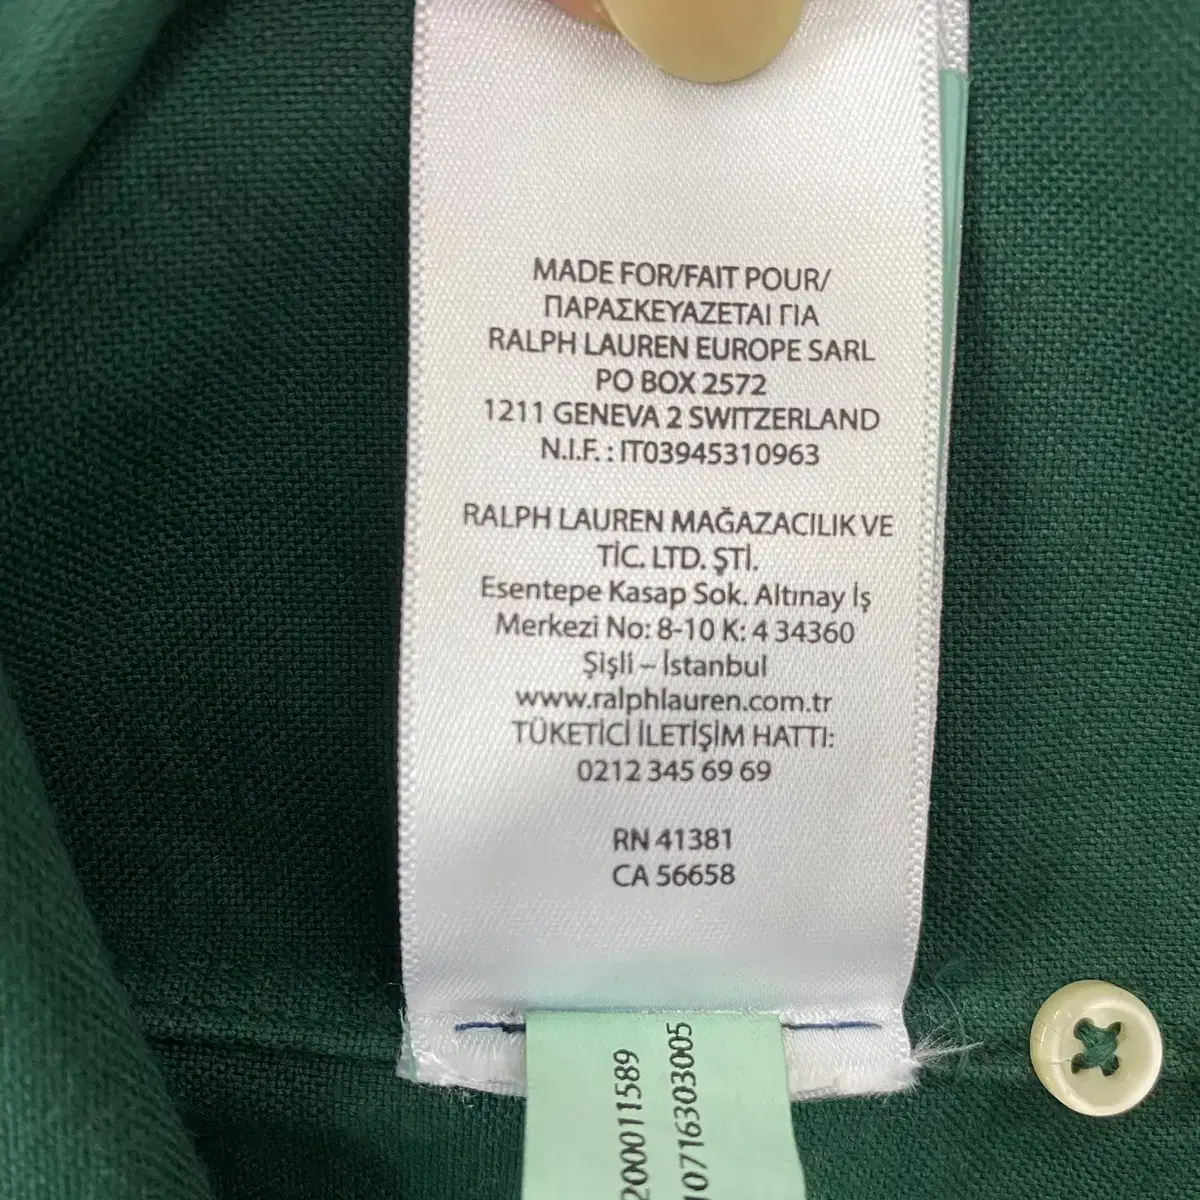 MADE FOR/FAIT POUR/
ΠΑΡΑΣΚΕΥΑΖΕΤΑΙ ΓΙΑ
RALPH LAUREN EUROPE SARL
PO BOX 2572
1211 GENEVA 2 SWITZERLAND
N.I.F. : IT03945310963
RALPH LAUREN MAĞAZACILIK VE
TİC. LTD. ŞTİ.
Esentepe Kasap Sok. Altınay İş
Merkezi No: 8-10 K: 4 34360
Şişli – İstanbul
www.ralphlauren.com.tr
TÜKETİCİ İLETİŞİM HATTI:
0212 345 69 69
RN 41381
CA 56658
200011589
10716303005